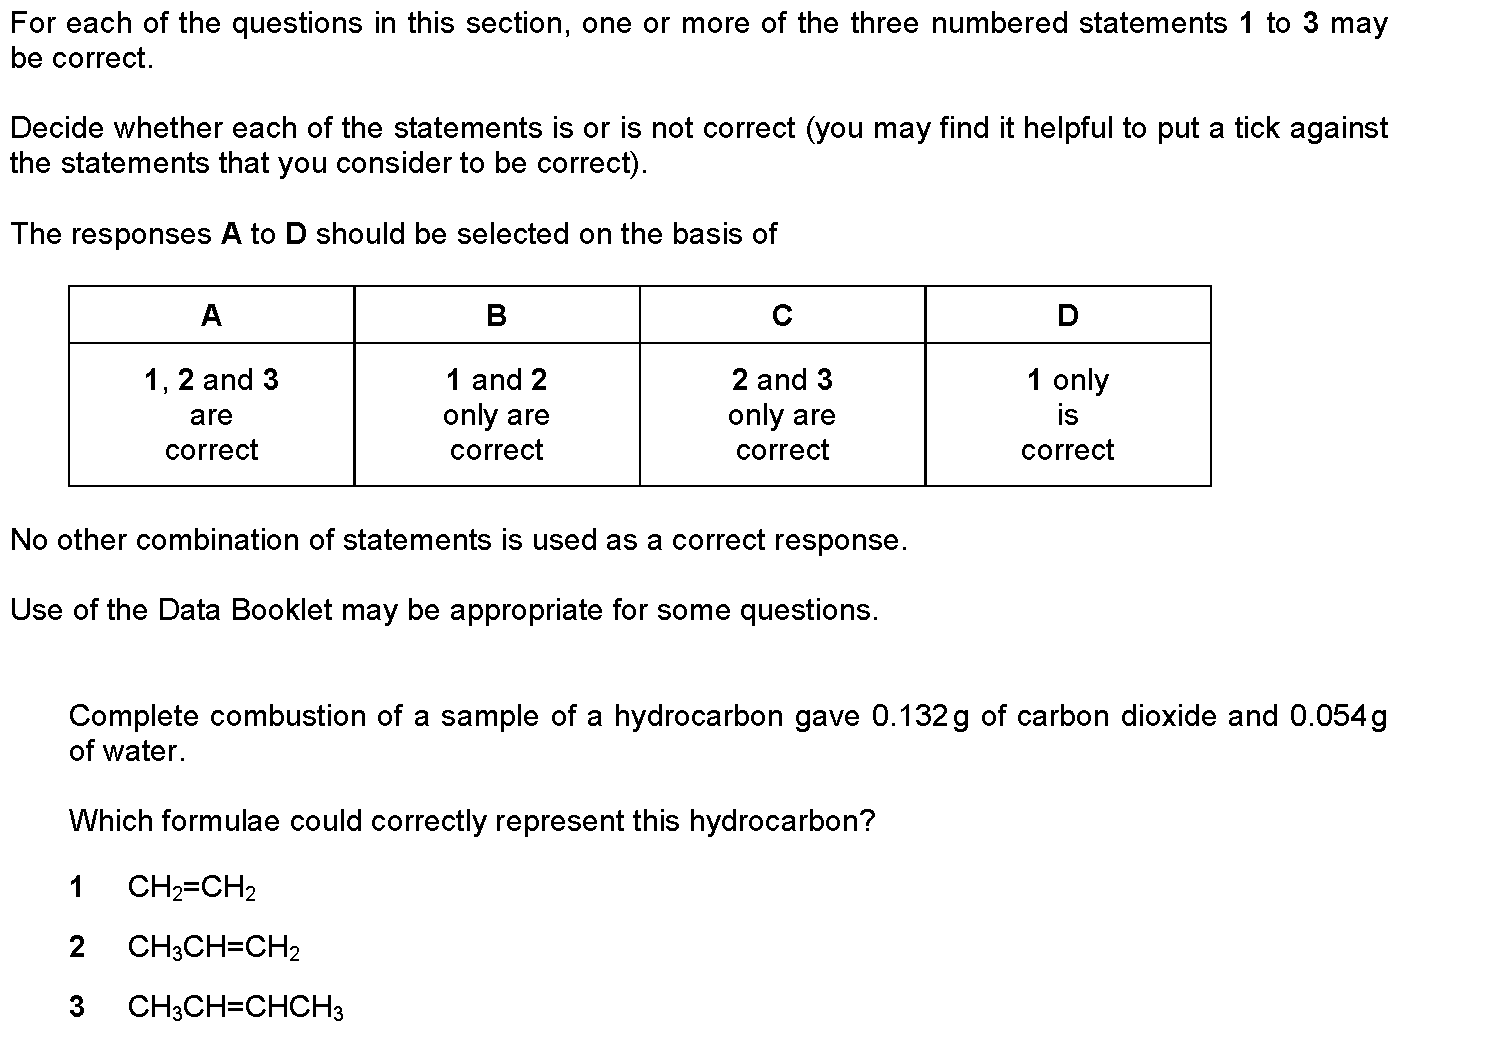 For each of the questions in this section, one or more of the three numbered statements 1 to 3 may
be correct.
Decide whether each of the statements is or is not correct (you may find it helpful to put a tick against
the statements that you consider to be correct).
The responses A to D should be selected on the basis of
A B C D
1, 2 and 3 1 and 2 2 and 3 1 only
are only are only are is
correct correct correct correct
No other combination of statements is used as a correct response.
Use of the Data Booklet may be appropriate for some questions.
Complete combustion of a sample of a hydrocarbon gave 0.132 g of carbon dioxide and 0.054 g
of water.
Which formulae could correctly represent this hydrocarbon?
1 CH₂=CH₂
2 CH₃CH=CH₂
3 CH₃CH=CHCH₃